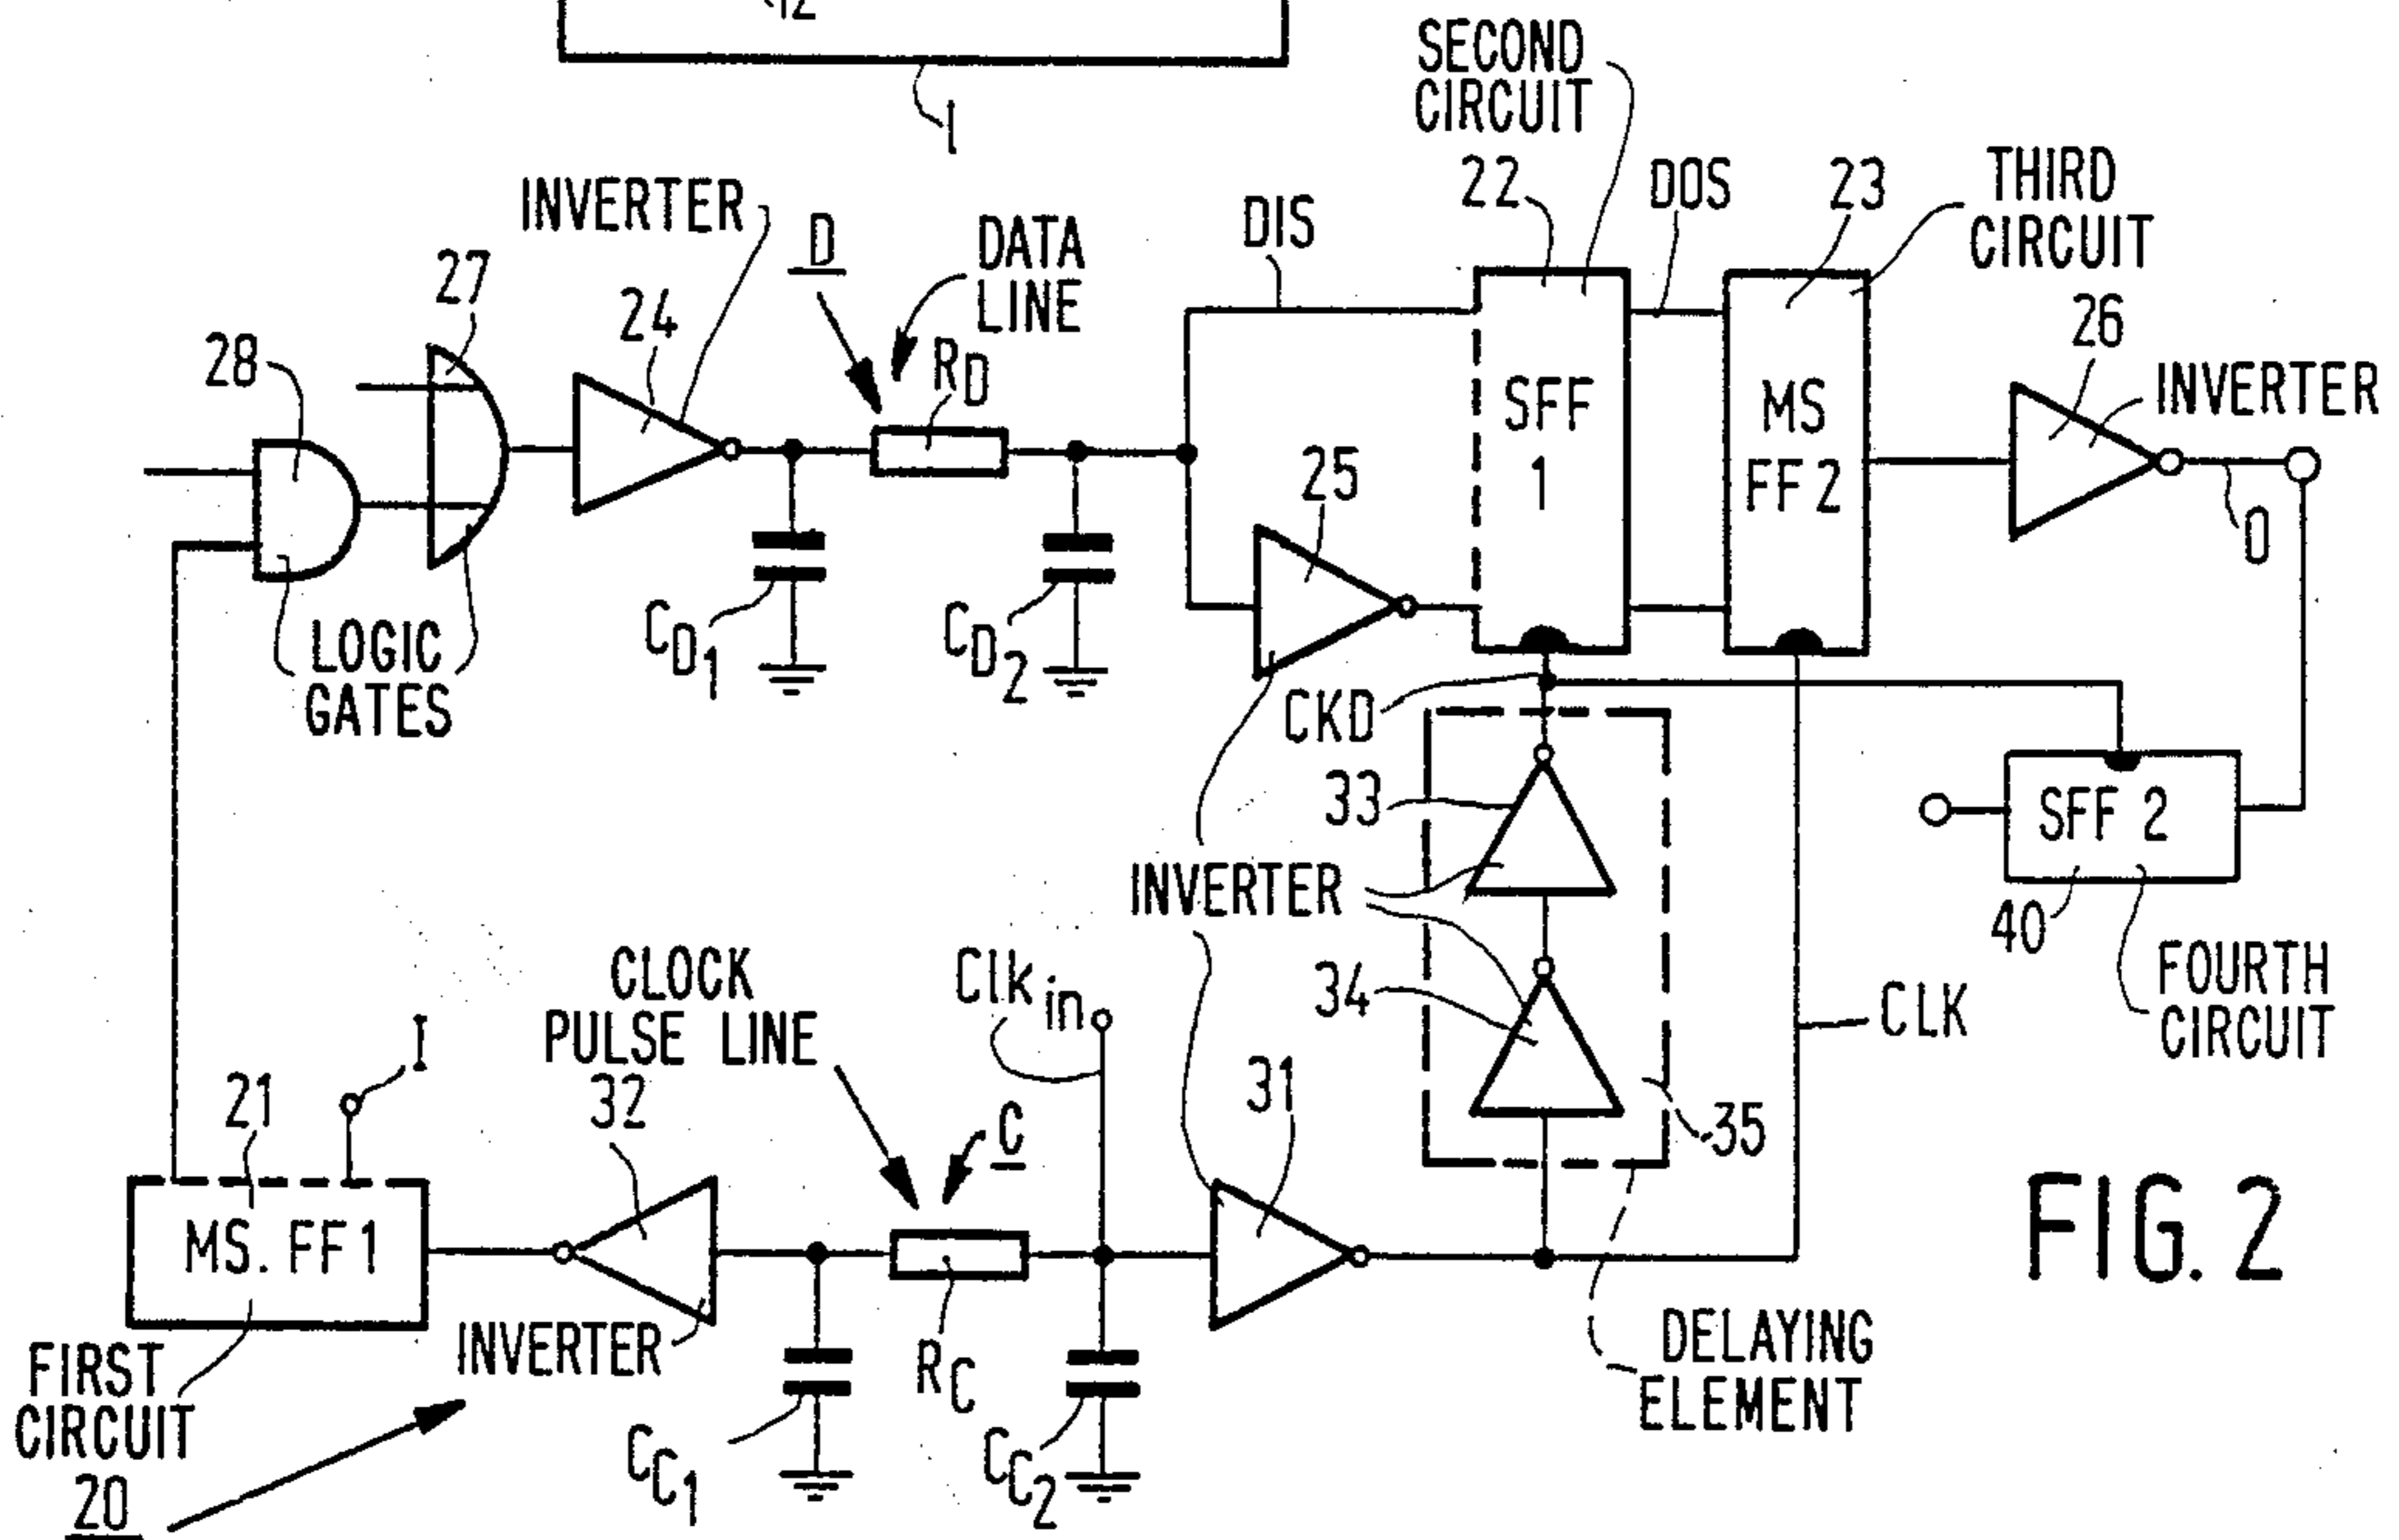 12
1
SECOND
CIRCUIT
22
DOS
23
THIRD
CIRCUIT
INVERTER
D
DATA
LINE
DIS
27
24
28
RD
26
INVERTER
25
SFF
1
MS
FF2
O
CD1
CD2
LOGIC
GATES
CKD
33
SFF 2
INVERTER
40
34
FOURTH
CIRCUIT
CLOCK
PULSE LINE
Clkin
CLK
I
21
32
C
31
35
MS. FF1
FIG. 2
INVERTER
RC
DELAYING
ELEMENT
FIRST
CIRCUIT
CC1
CC2
20